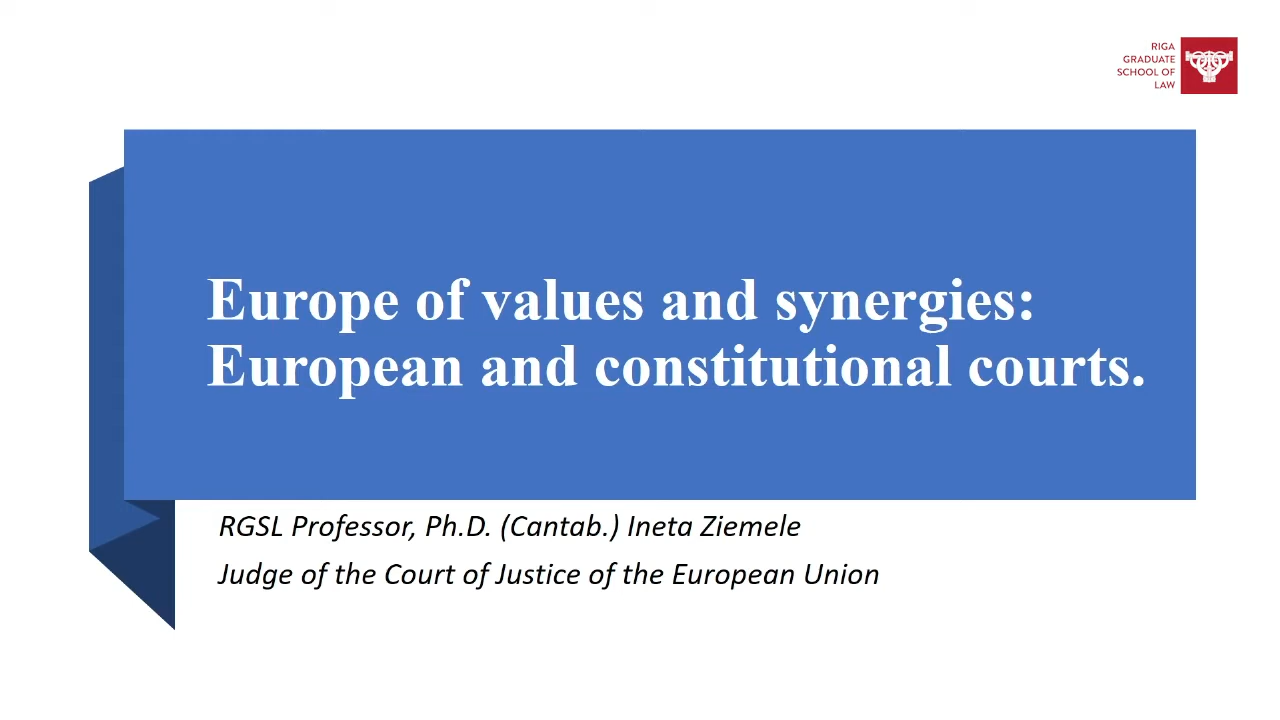 RIGA
GRADUATE
SCHOOL OF
LAW
Europe of values and synergies:
European and constitutional courts.
RGSL Professor, Ph.D. (Cantab.) Ineta Ziemele
Judge of the Court of Justice of the European Union